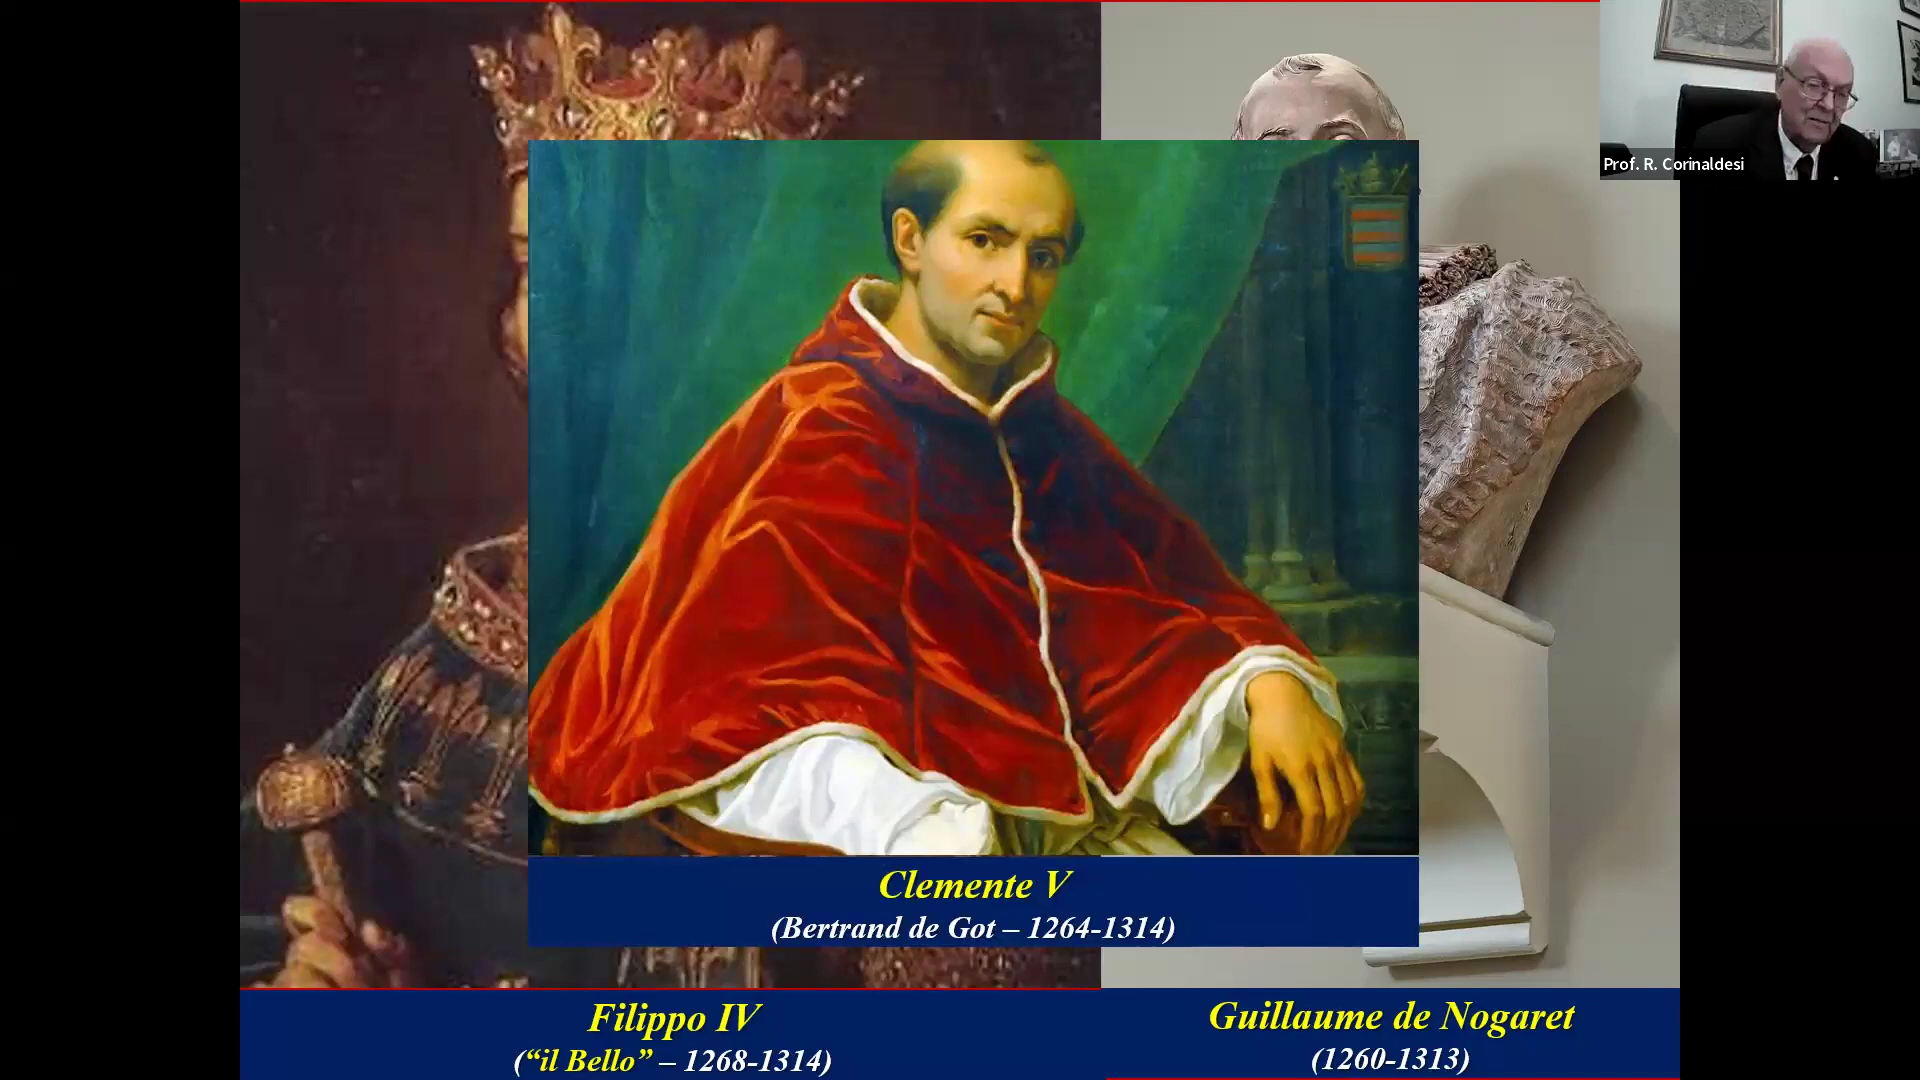 Prof. R. Corinaldesi
Clemente V
(Bertrand de Got – 1264-1314)
Filippo IV
(“il Bello” – 1268-1314)
Guillaume de Nogaret
(1260-1313)